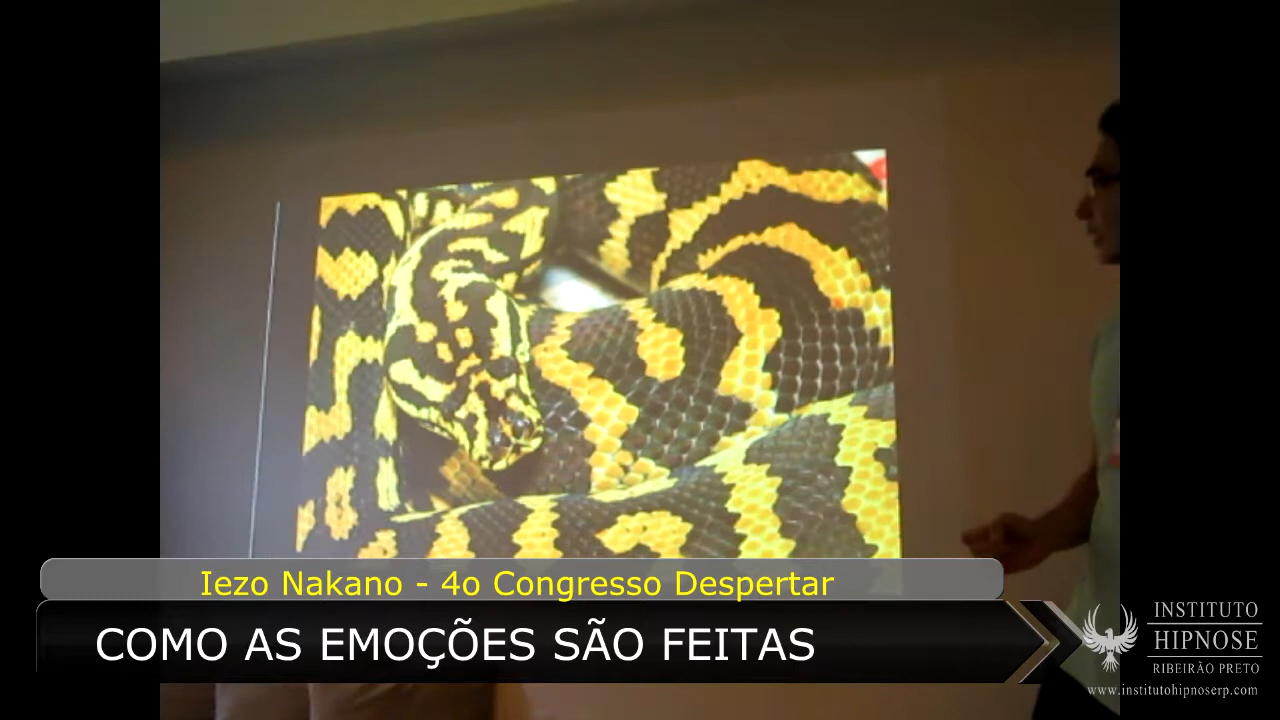 Iezo Nakano - 4o Congresso Despertar
COMO AS EMOÇÕES SÃO FEITAS
INSTITUTO
HIPNOSE
RIBEIRÃO PRETO
www.institutohipnoserp.com